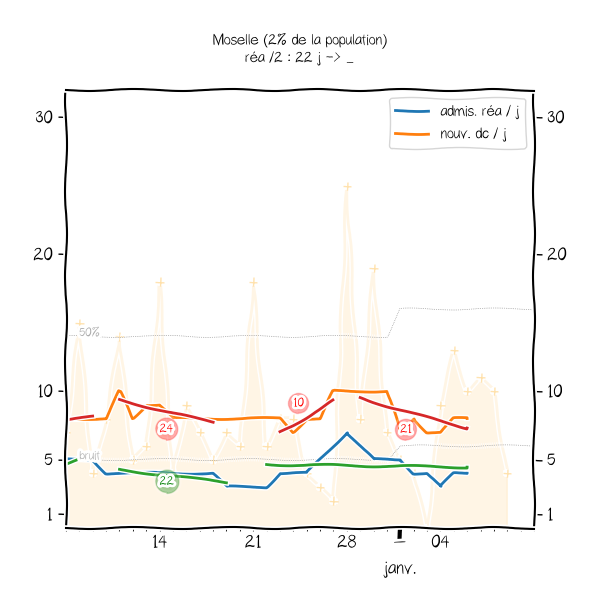 Moselle (2% de la population)
réa /2 : 22 j -> _
admis. réa / j
nouv. dc / j
30 30
20 20
50%
10 10
10
24 21
bruit
5 5
22
1 1
14 21 28 1 04
janv.